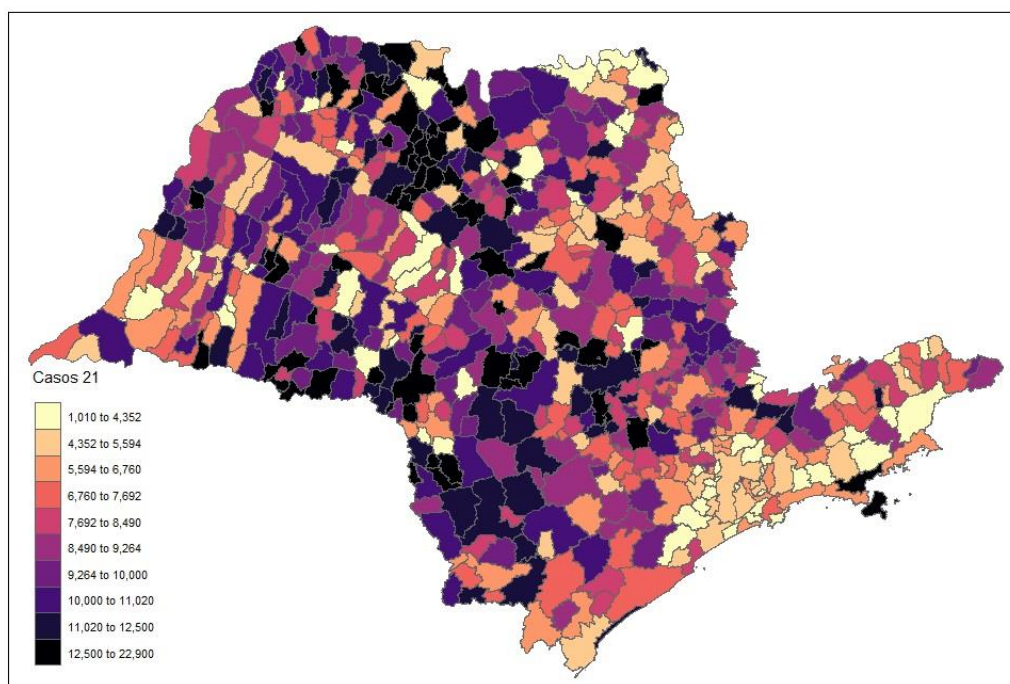 Casos 21
1,010 to 4,352
4,352 to 5,594
5,594 to 6,760
6,760 to 7,692
7,692 to 8,490
8,490 to 9,264
9,264 to 10,000
10,000 to 11,020
11,020 to 12,500
12,500 to 22,900